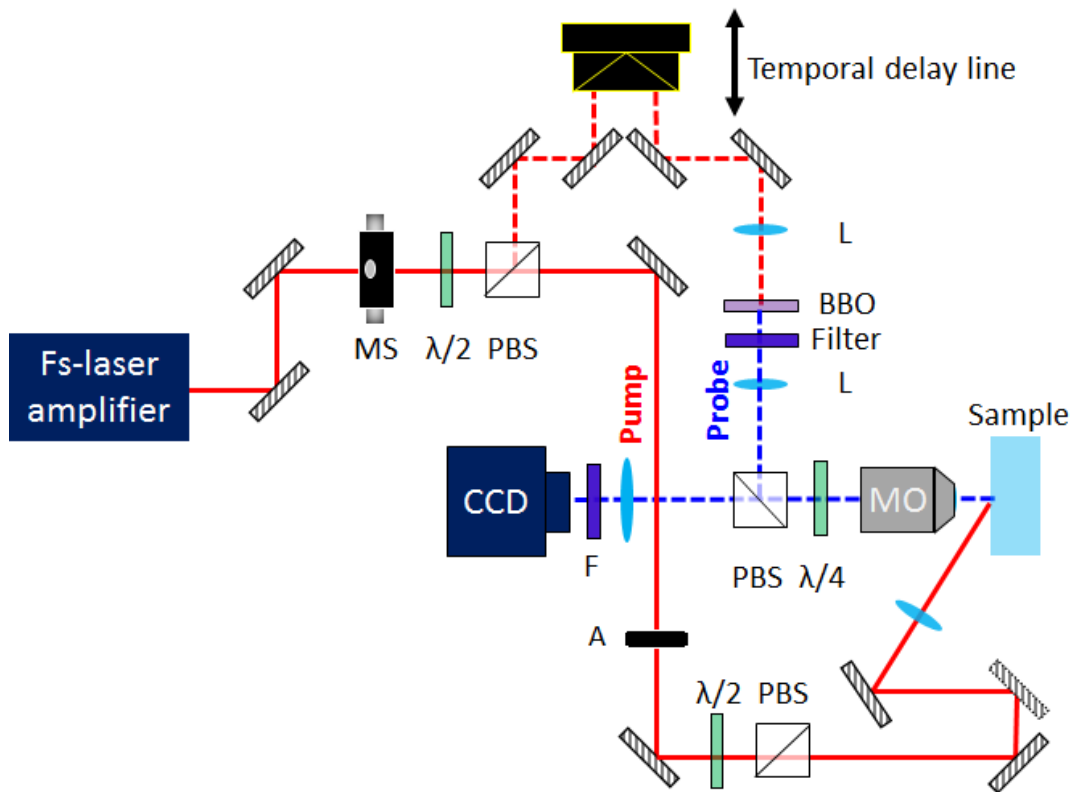 Temporal delay line
L
BBO
Filter
L
MS
λ/2
PBS
Fs-laser
amplifier
Pump
Probe
Sample
CCD
MO
F
PBS
λ/4
A
λ/2
PBS